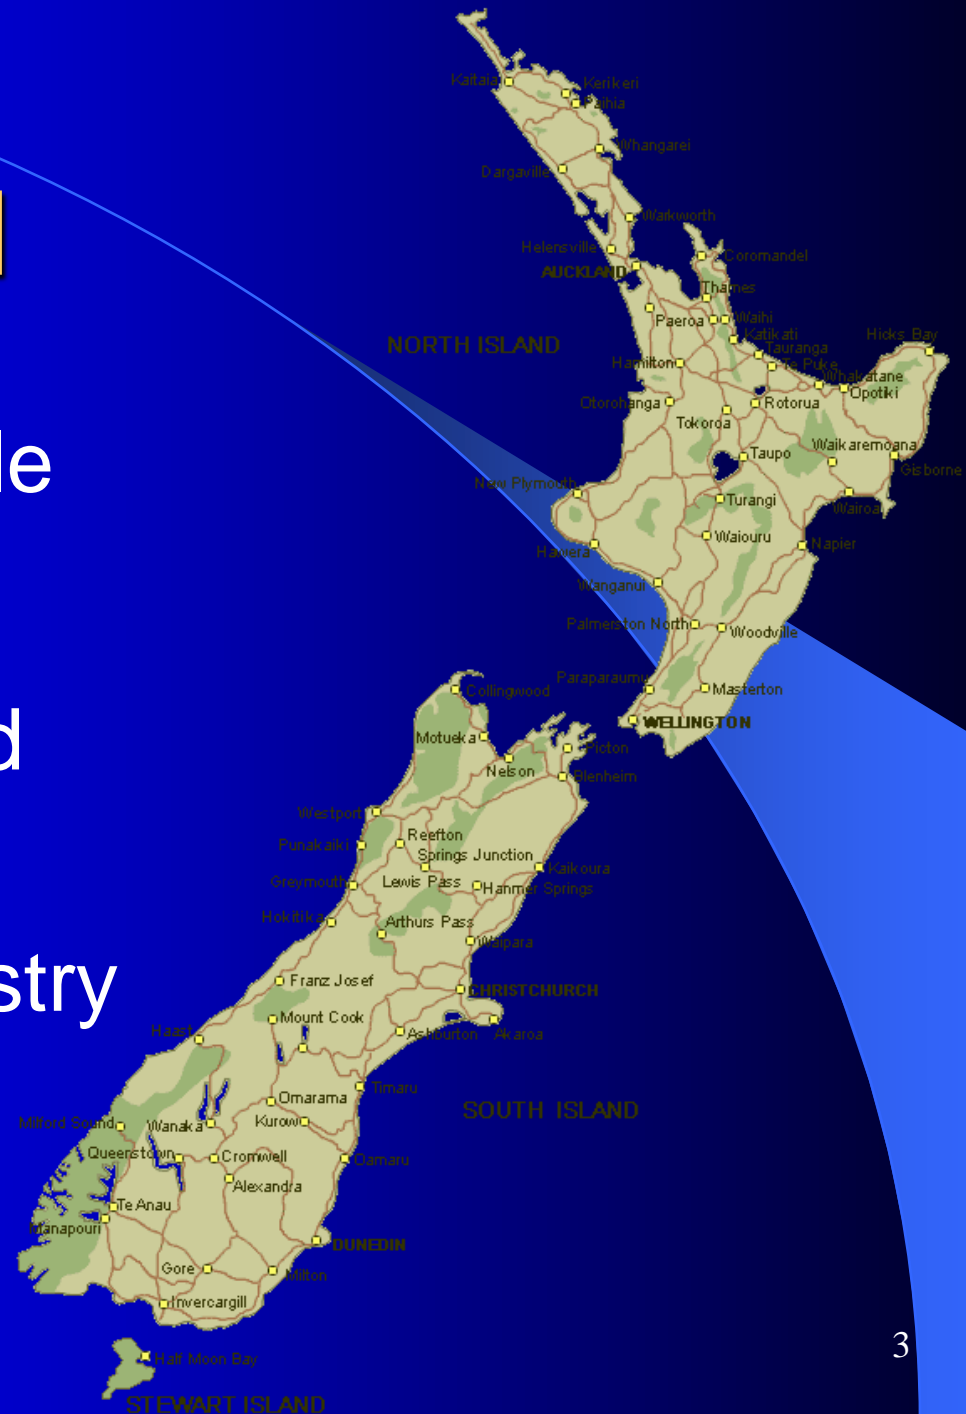 Kaitaia
Kerikeri
Paihia
Whangarei
Dargaville
Warkworth
Helensville
Coromandel
AUCKLAND
Thames
Paeroa
Waihi
Katikati
Hicks Bay
NORTH ISLAND
Tauranga
Hamilton
Te Puke
Whakatane
Opotiki
Otorohanga
Rotorua
Tokoroa
Waikaremoana
le
Taupo
Gisborne
New Plymouth
Turangi
Wairoa
Waiouru
Napier
Hawera
Wanganui
Palmerston North
Woodville
Paraparaumu
Masterton
Collingwood
WELLINGTON
d
Motueka
Picton
Nelson
Blenheim
Westport
Reefton
Punakaiki
Springs Junction
Kaikoura
Greymouth
Lewis Pass
Hanmer Springs
Hokitika
Arthurs Pass
Waipara
stry
Franz Josef
CHRISTCHURCH
Mount Cook
Haast
Ashburton
Akaroa
Timaru
Omarama
SOUTH ISLAND
Milford Sound
Wanaka
Kurow
Queenstown
Cromwell
Oamaru
Alexandra
Te Anau
Manapouri
DUNEDIN
Gore
Milton
Invercargill
3
Half Moon Bay
STEWART ISLAND